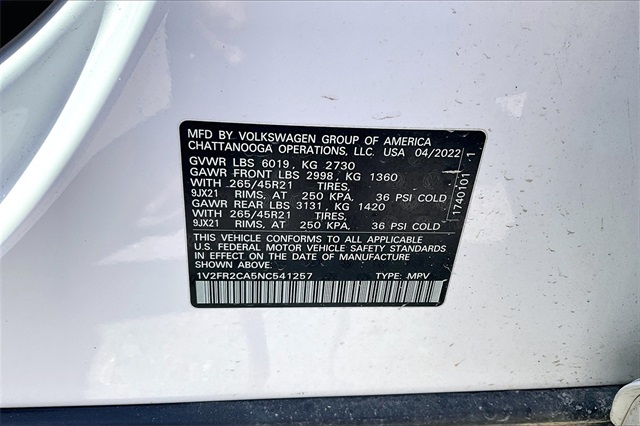 MFD BY VOLKSWAGEN GROUP OF AMERICA
CHATTANOOGA OPERATIONS, LLC. USA 04/2022
GVWR LBS 6019, KG 2730
GAWR FRONT LBS 2998, KG 1360
WITH 265/45R21 TIRES,
9JX21 RIMS, AT 250 KPA, 36 PSI COLD
GAWR REAR LBS 3131, KG 1420
WITH 265/45R21 TIRES,
9JX21 RIMS, AT 250 KPA, 36 PSI COLD
THIS VEHICLE CONFORMS TO ALL APPLICABLE
U.S. FEDERAL MOTOR VEHICLE SAFETY STANDARDS
IN EFFECT ON THE DATE OF MANUFACTURE
SHOWN ABOVE.
1V2FR2CA5NC541257 TYPE: MPV
1740101 1